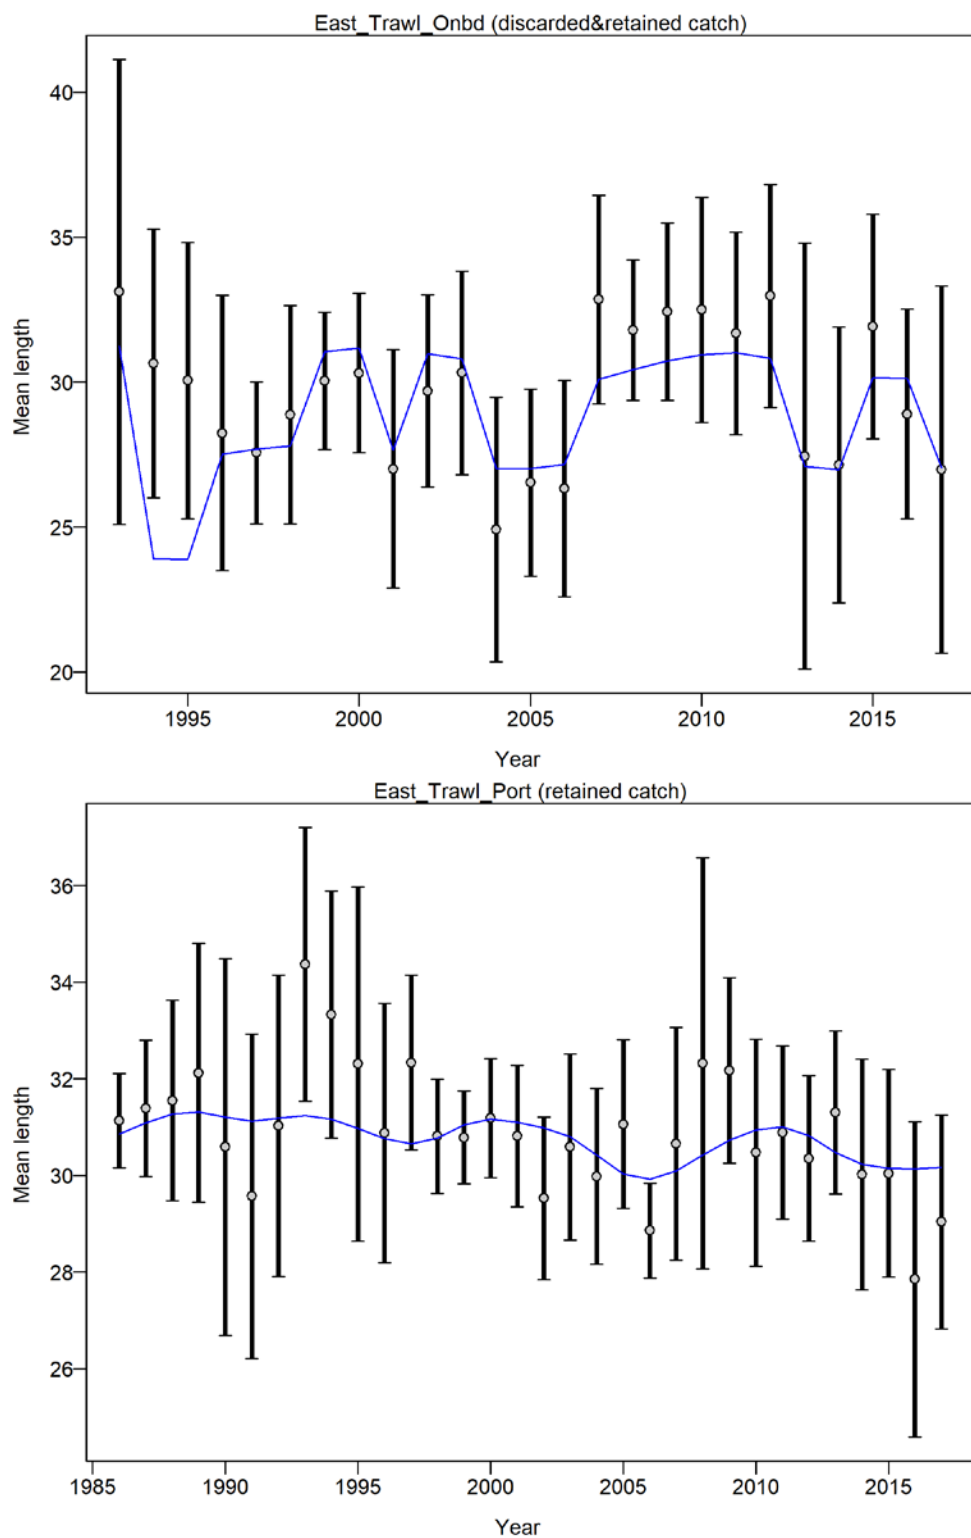 East_Trawl_Onbd (discarded&retained catch)
40
35
30
25
20
Mean length
1995 2000 2005 2010 2015
Year
East_Trawl_Port (retained catch)
36
34
32
30
28
26
Mean length
1985 1990 1995 2000 2005 2010 2015
Year